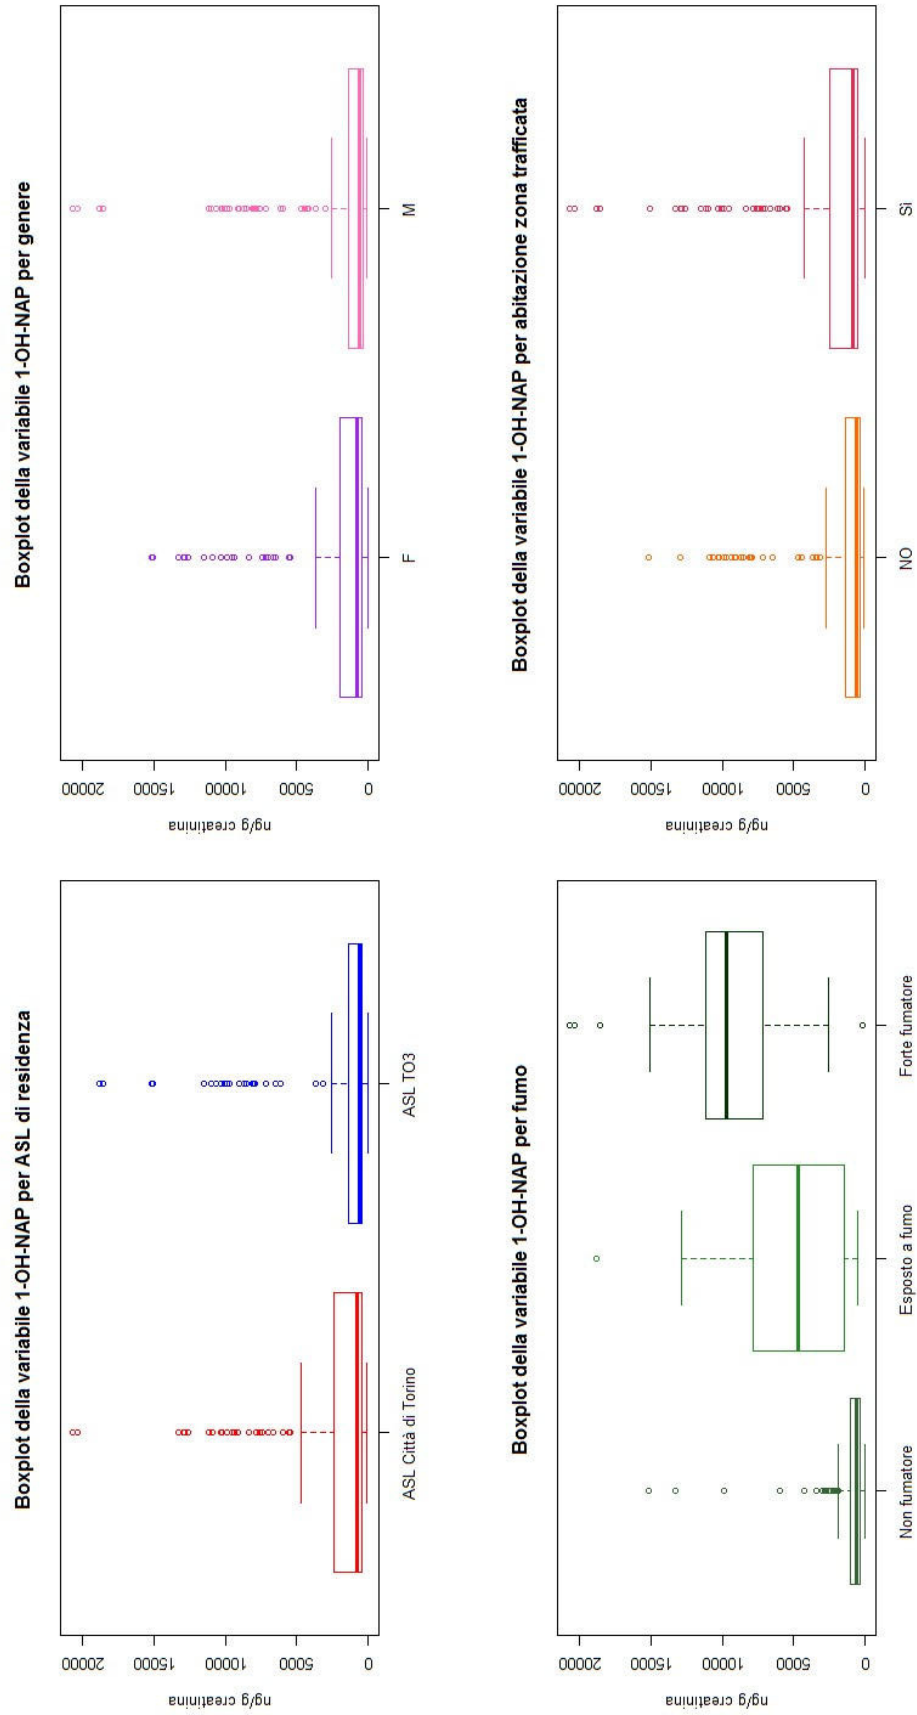 Boxplot della variabile 1-OH-NAP per ASL di residenza
ng/g creatinina
0
5000
10000
15000
20000
ASL Città di Torino
ASL TO3
Boxplot della variabile 1-OH-NAP per genere
ng/g creatinina
0
5000
10000
15000
20000
F
M
Boxplot della variabile 1-OH-NAP per fumo
ng/g creatinina
0
5000
10000
15000
20000
Non fumatore
Esposto a fumo
Forte fumatore
Boxplot della variabile 1-OH-NAP per abitazione zona trafficata
ng/g creatinina
0
5000
10000
15000
20000
NO
Sì